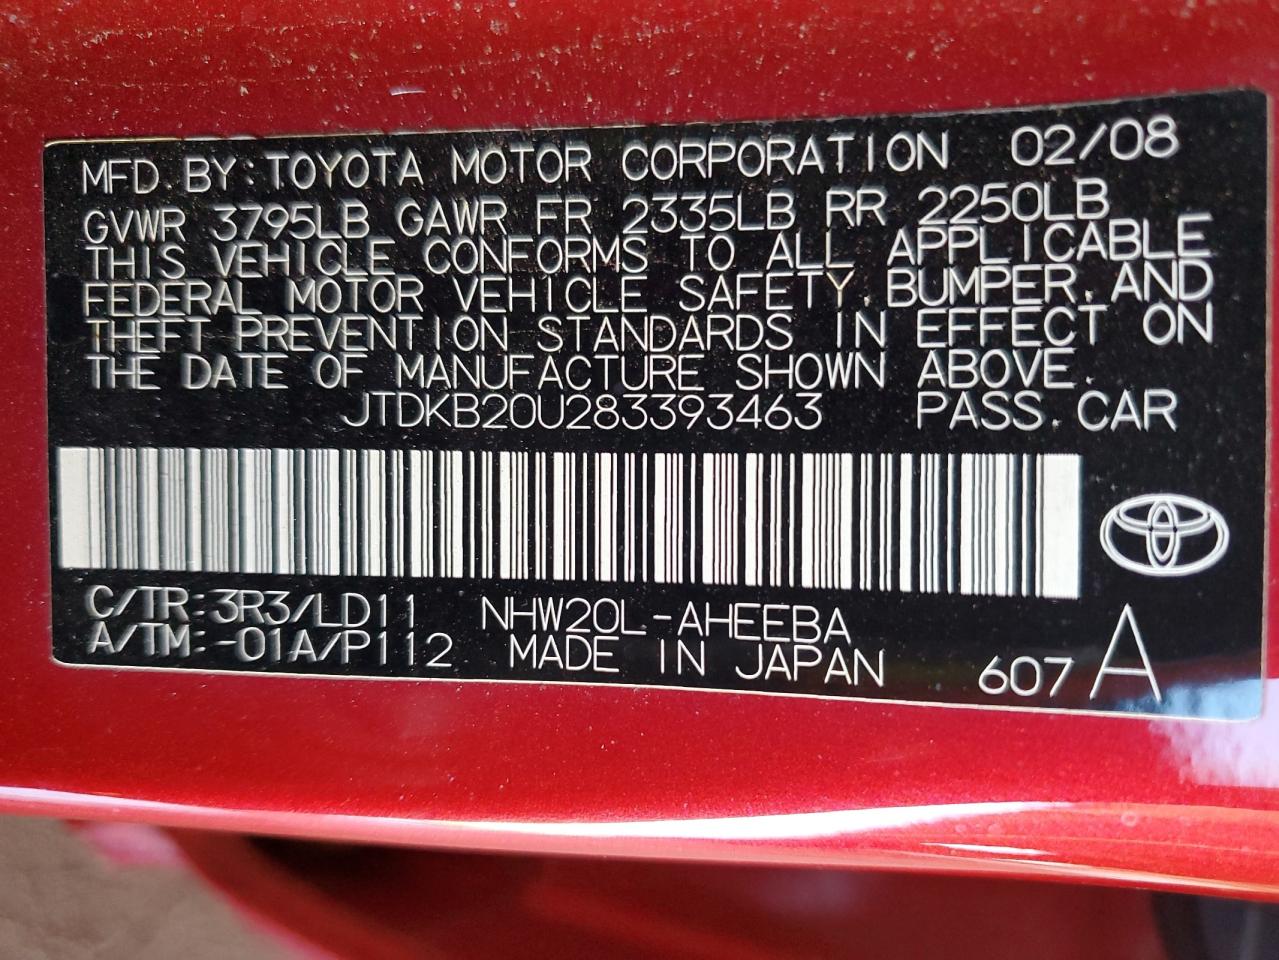 MFD. BY: TOYOTA MOTOR CORPORATION 02/08
GVWR 3795LB GAWR FR 2335LB RR 2250LB
THIS VEHICLE CONFORMS TO ALL APPLICABLE
FEDERAL MOTOR VEHICLE SAFETY, BUMPER, AND
THEFT PREVENTION STANDARDS IN EFFECT ON
THE DATE OF MANUFACTURE SHOWN ABOVE.
JTDKB20U283393463 PASS. CAR
C/TR: 3R3/LD11 NHW20L-AHEEBA
A/TM: -01A/P112 MADE IN JAPAN 607 A